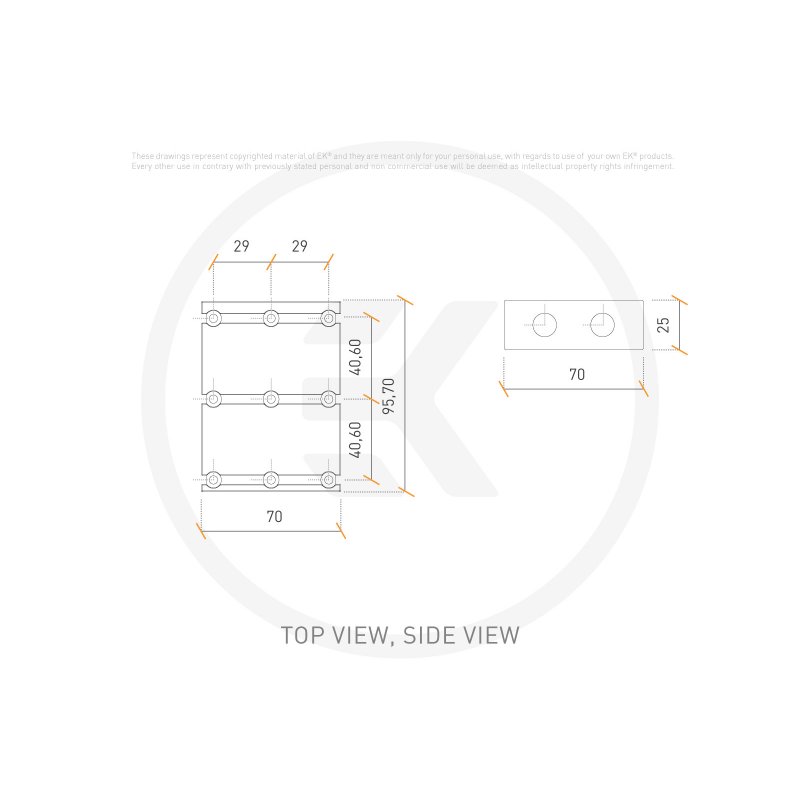 These drawings represent copyrighted material of EK® and they are meant only for your personal use, with regards to use of your own EK® products.
Every other use in contrary with previously stated personal and non commercial use will be deemed as intellectual property rights infringement.
29 29
40,60
95,70
40,60
70
25
70
EK
TOP VIEW, SIDE VIEW